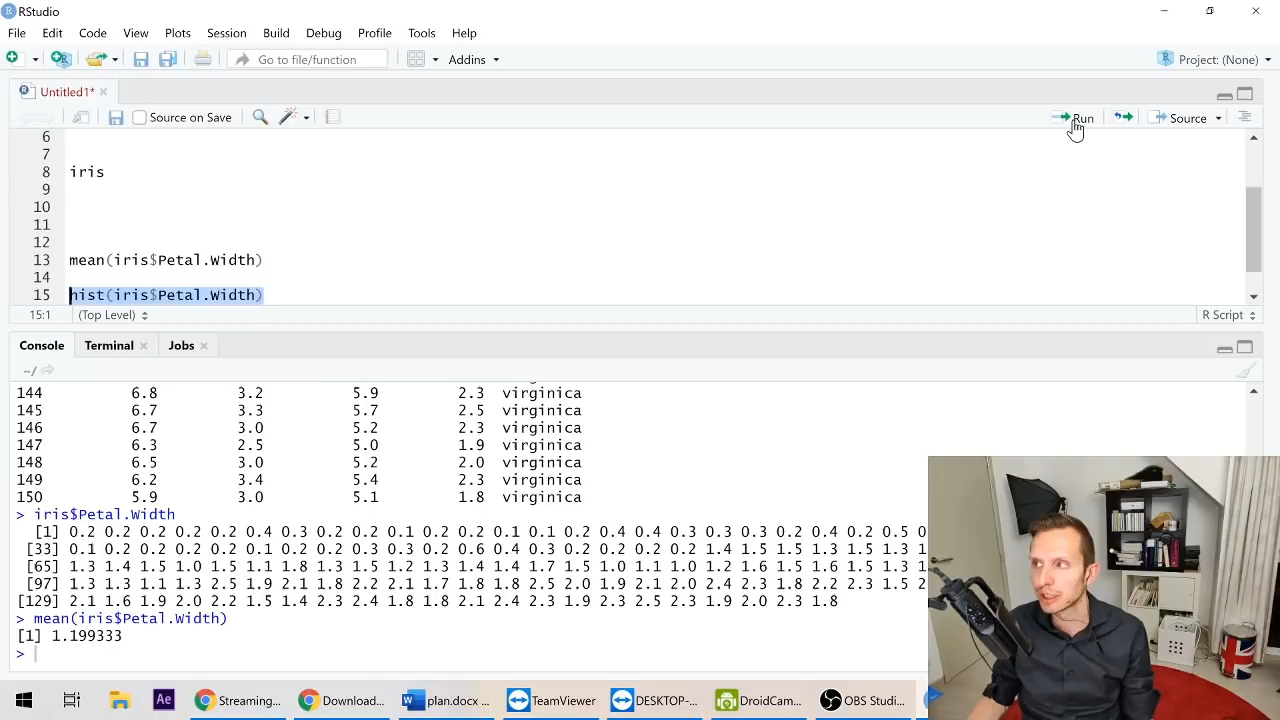 RStudio
File Edit Code View Plots Session Build Debug Profile Tools Help
Go to file/function Addins Project: (None)
Untitled1*
Source on Save Run Source
6
7
8 iris
9
10
11
12
13 mean(iris$Petal.Width)
14
15 hist(iris$Petal.Width)
15:1 (Top Level) R Script
Console Terminal Jobs
~/
144 6.8 3.2 5.9 2.3 virginica
145 6.7 3.3 5.7 2.5 virginica
146 6.7 3.0 5.2 2.3 virginica
147 6.3 2.5 5.0 1.9 virginica
148 6.5 3.0 5.2 2.0 virginica
149 6.2 3.4 5.4 2.3 virginica
150 5.9 3.0 5.1 1.8 virginica
> iris$Petal.Width
[1] 0.2 0.2 0.2 0.2 0.2 0.4 0.3 0.2 0.2 0.1 0.2 0.2 0.1 0.1 0.2 0.4 0.4 0.3 0.3 0.3 0.2 0.4 0.2 0.5 0
[33] 0.1 0.2 0.2 0.2 0.2 0.1 0.2 0.2 0.3 0.3 0.2 0.6 0.4 0.3 0.2 0.2 0.2 0.2 1.4 1.5 1.5 1.3 1.5 1.3 1
[65] 1.3 1.4 1.5 1.0 1.5 1.1 1.8 1.3 1.5 1.2 1.3 1.4 1.4 1.7 1.5 1.0 1.1 1.0 1.2 1.6 1.5 1.6 1.5 1.3 1
[97] 1.3 1.3 1.1 1.3 2.5 1.9 2.1 1.8 2.2 2.1 1.7 1.8 1.8 2.5 2.0 1.9 2.1 2.0 2.4 2.3 1.8 2.2 2.3 1.5 2
[129] 2.1 1.6 1.9 2.0 2.2 1.5 1.4 2.3 2.4 1.8 1.8 2.1 2.4 2.3 1.9 2.3 2.5 2.3 1.9 2.0 2.3 1.8
> mean(iris$Petal.Width)
[1] 1.199333
>
Ae Streaming... Download... plan.docx ... TeamViewer DESKTOP-... DroidCam... OBS Studi...